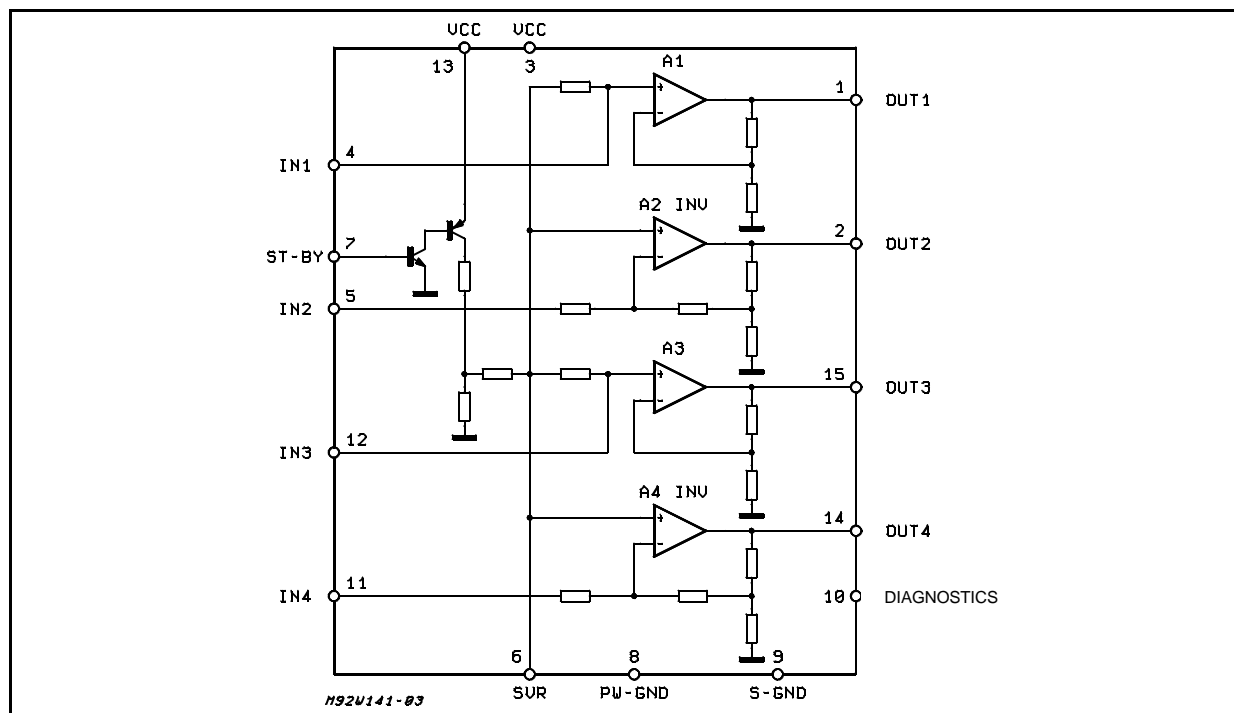 VCC VCC
13 3
A1
1 OUT1
4
IN1
A2 INV
2 OUT2
7
ST-BY
5
IN2
A3
15 OUT3
12
IN3
A4 INV
14 OUT4
11
IN4
10 DIAGNOSTICS
6 8 9
SVR PW-GND S-GND
M92W141-03